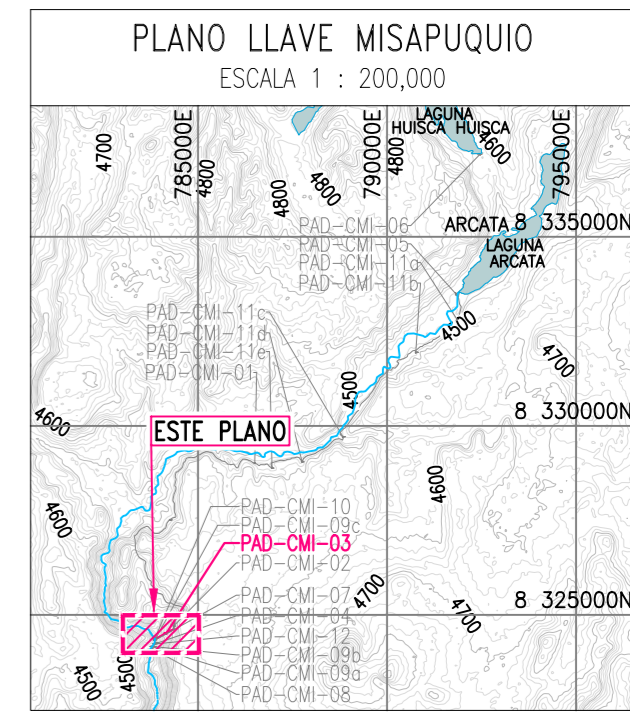 PLANO LLAVE MISAPUQUIO
ESCALA 1 : 200,000
4700
785000E
4800
4800
4800
790000E
4800
LAGUNA
HUISCA HUISCA
4600
795000E
PAD-CMI-06
ARCATA
8 335000N
PAD-CMI-05
LAGUNA
ARCATA
PAD-CMI-11a
PAD-CMI-11b
PAD-CMI-11c
PAD-CMI-11d
PAD-CMI-11e
PAD-CMI-01
4500
4700
4500
4600
8 330000N
ESTE PLANO
4600
4600
PAD-CMI-10
PAD-CMI-09c
PAD-CMI-03
PAD-CMI-02
PAD-CMI-07
4700
4700
8 325000N
PAD-CMI-04
PAD-CMI-12
PAD-CMI-09b
PAD-CMI-09a
PAD-CMI-08
4500
4500